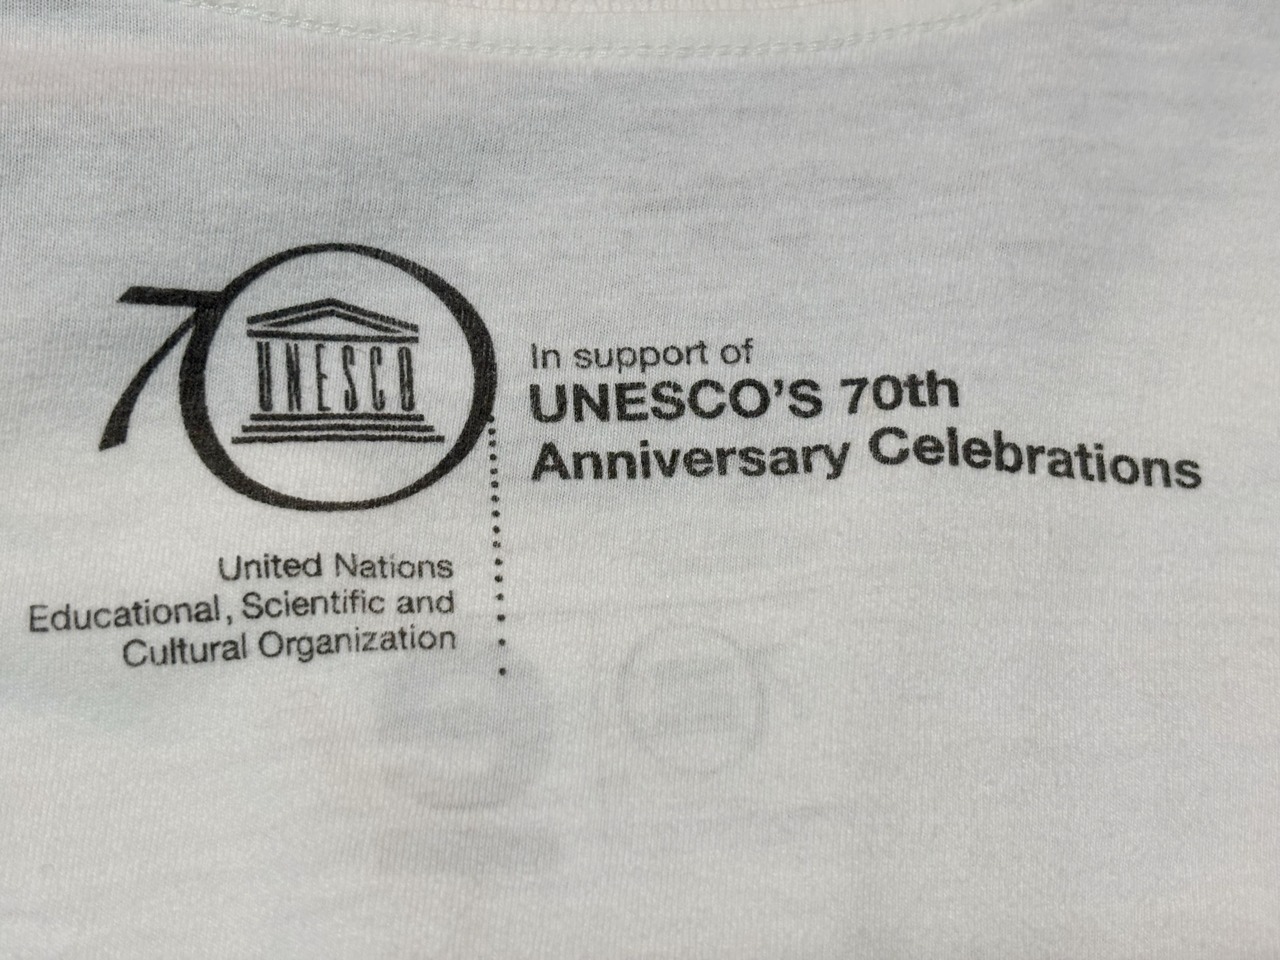 70
UNESCO
United Nations
Educational, Scientific and
Cultural Organization
In support of
UNESCO'S 70th
Anniversary Celebrations